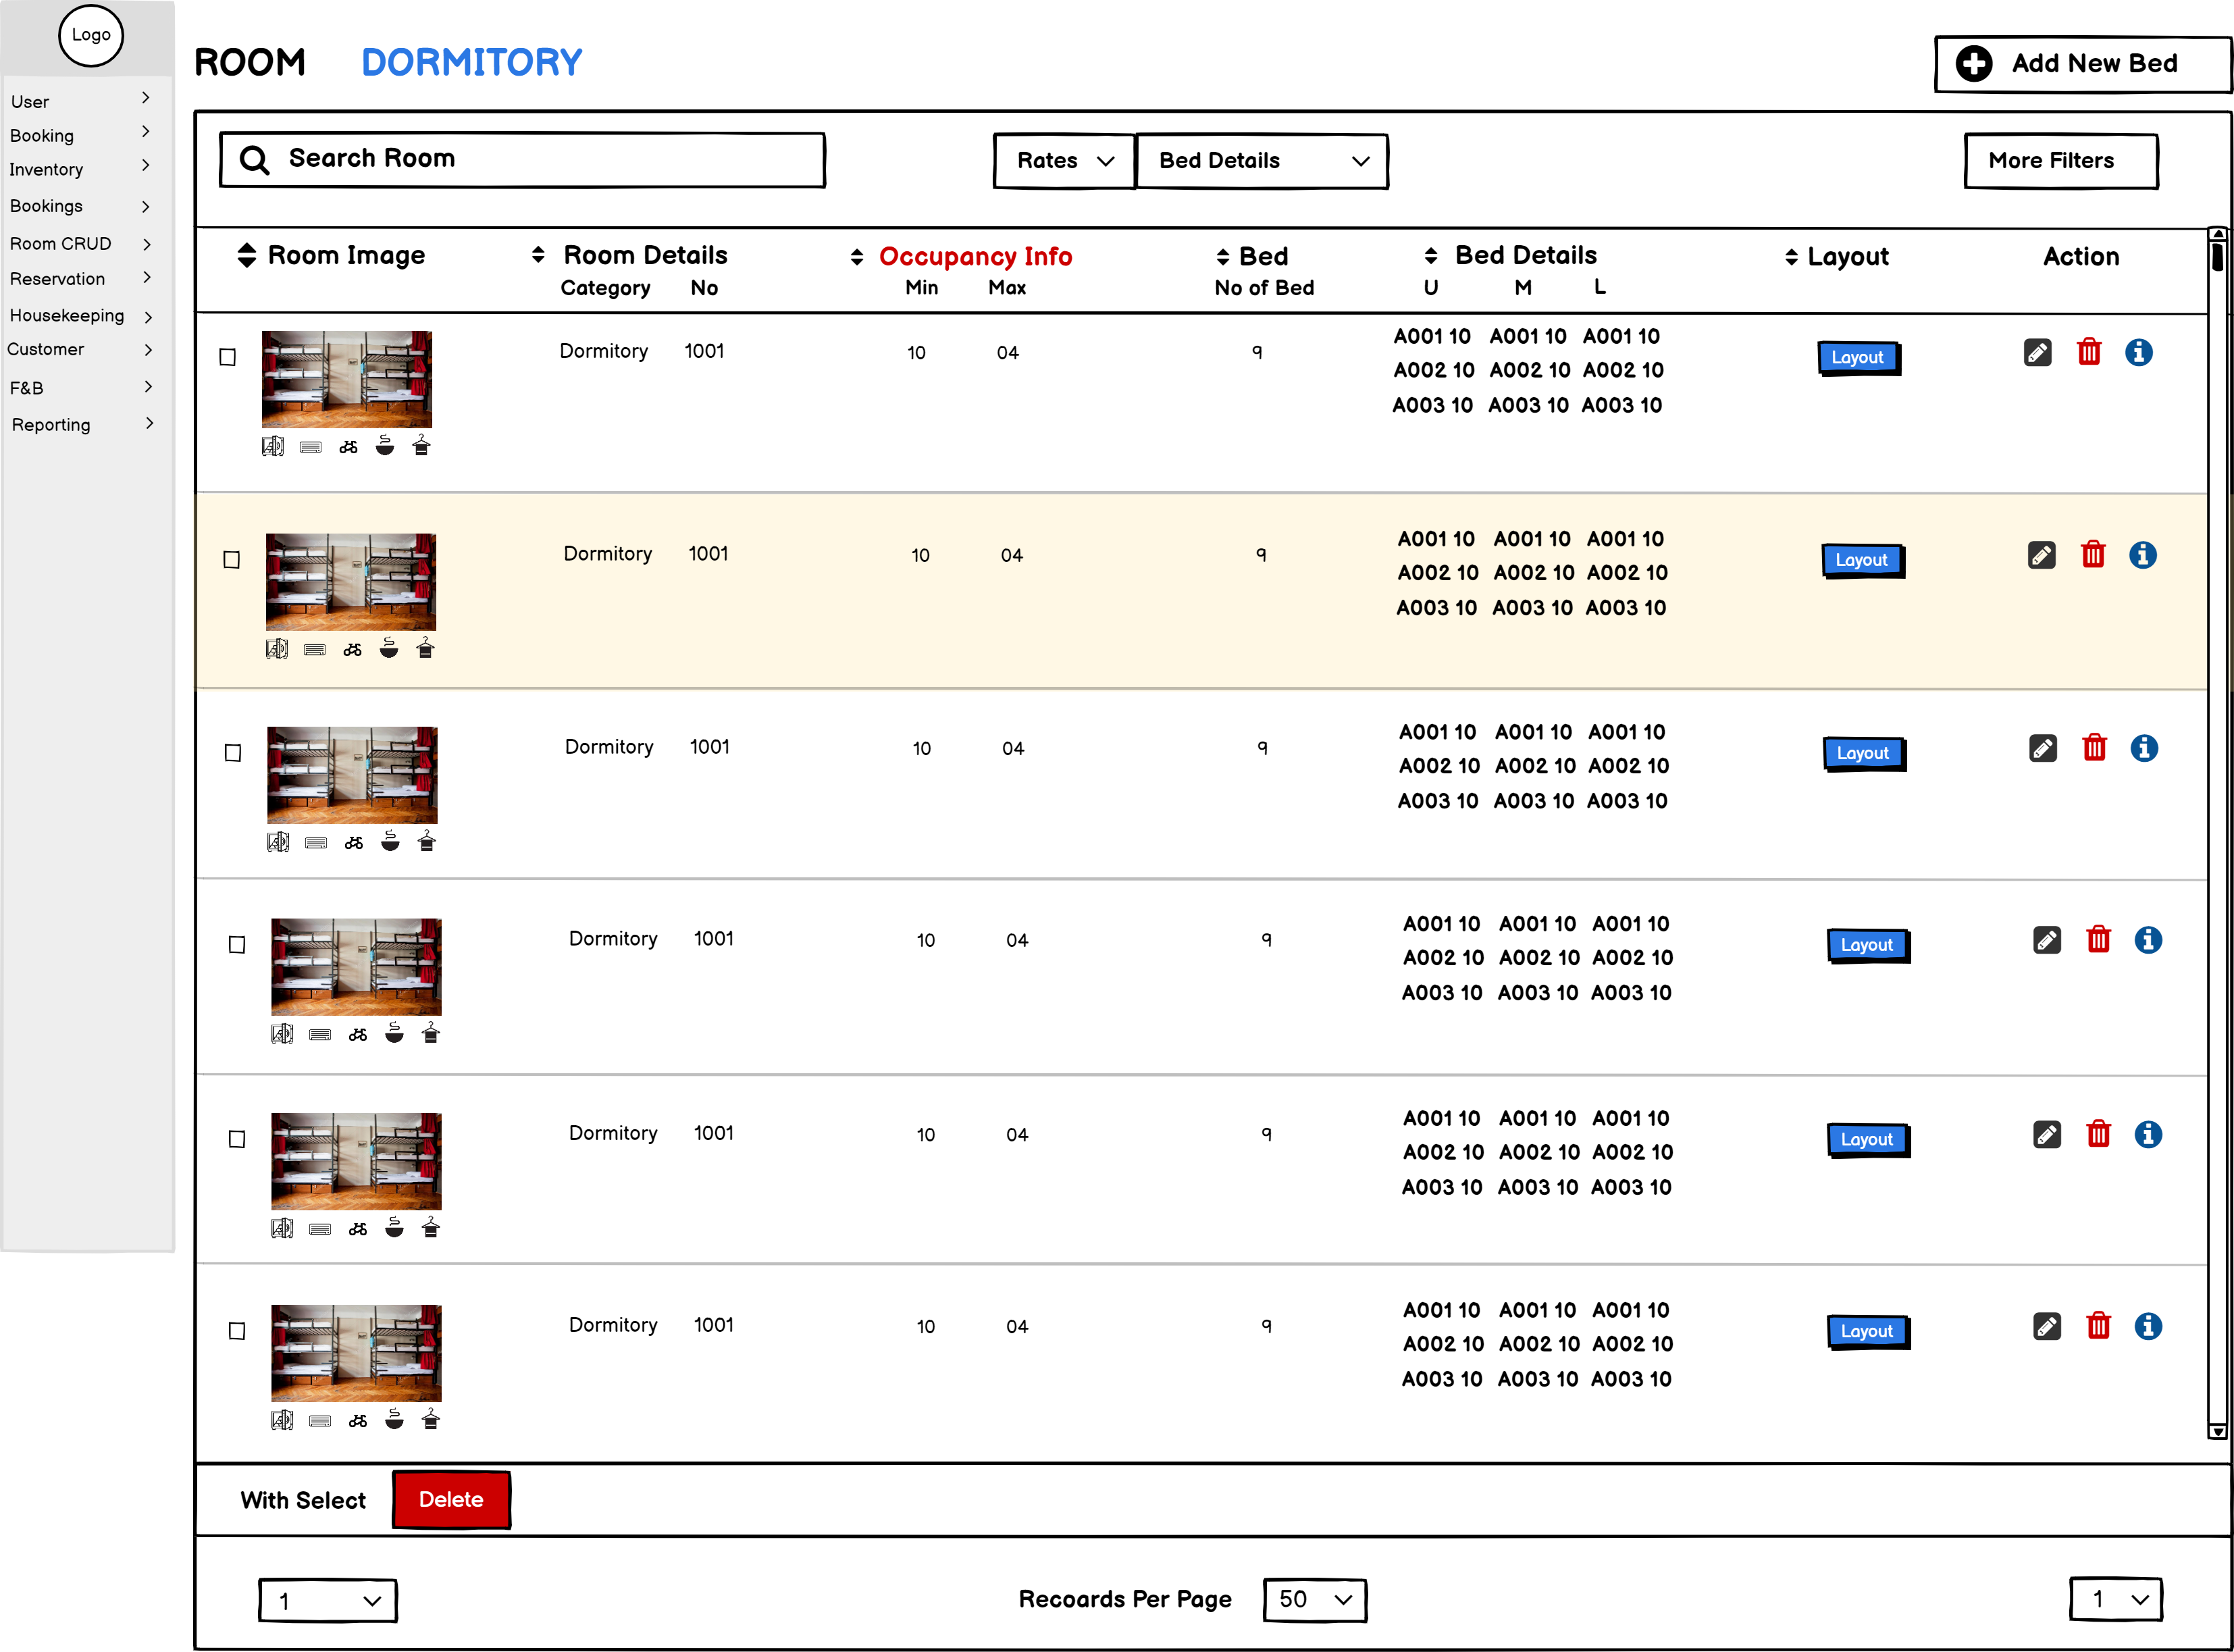 Logo
User
Booking
Inventory
Bookings
Room CRUD
Reservation
Housekeeping
Customer
F&B
Reporting
ROOM DORMITORY
Add New Bed
Search Room Rates Bed Details More Filters
Room Image Room Details Occupancy Info Bed Bed Details Layout Action
Category No Min Max No of Bed U M L
Dormitory 1001 10 04 9 Layout
A001 10 A001 10 A001 10
A002 10 A002 10 A002 10
A003 10 A003 10 A003 10
Dormitory 1001 10 04 9 Layout
A001 10 A001 10 A001 10
A002 10 A002 10 A002 10
A003 10 A003 10 A003 10
Dormitory 1001 10 04 9 Layout
A001 10 A001 10 A001 10
A002 10 A002 10 A002 10
A003 10 A003 10 A003 10
Dormitory 1001 10 04 9 Layout
A001 10 A001 10 A001 10
A002 10 A002 10 A002 10
A003 10 A003 10 A003 10
Dormitory 1001 10 04 9 Layout
A001 10 A001 10 A001 10
A002 10 A002 10 A002 10
A003 10 A003 10 A003 10
Dormitory 1001 10 04 9 Layout
A001 10 A001 10 A001 10
A002 10 A002 10 A002 10
A003 10 A003 10 A003 10
With Select Delete
1 Recoards Per Page 50 1